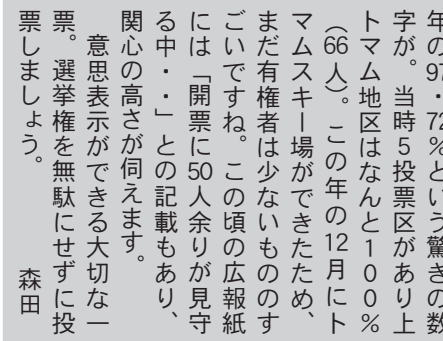 年の97・72％という驚きの数
字が。当時5投票区があり上
トマム地区はなんと１００％
（66人）。この年の12月にト
マムスキー場ができたため、
まだ有権者は少ないもののす
ごいですね。この頃の広報紙
には「開票に50人余りが見守
る中・・」との記載もあり、
関心の高さが伺えます。
　意思表示ができる大切な一
票。選挙権を無駄にせずに投
票しましょう。
森田